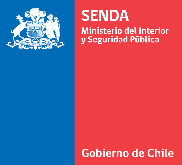 SENDA
Ministerio del Interior
y Seguridad Pública
Gobierno de Chile